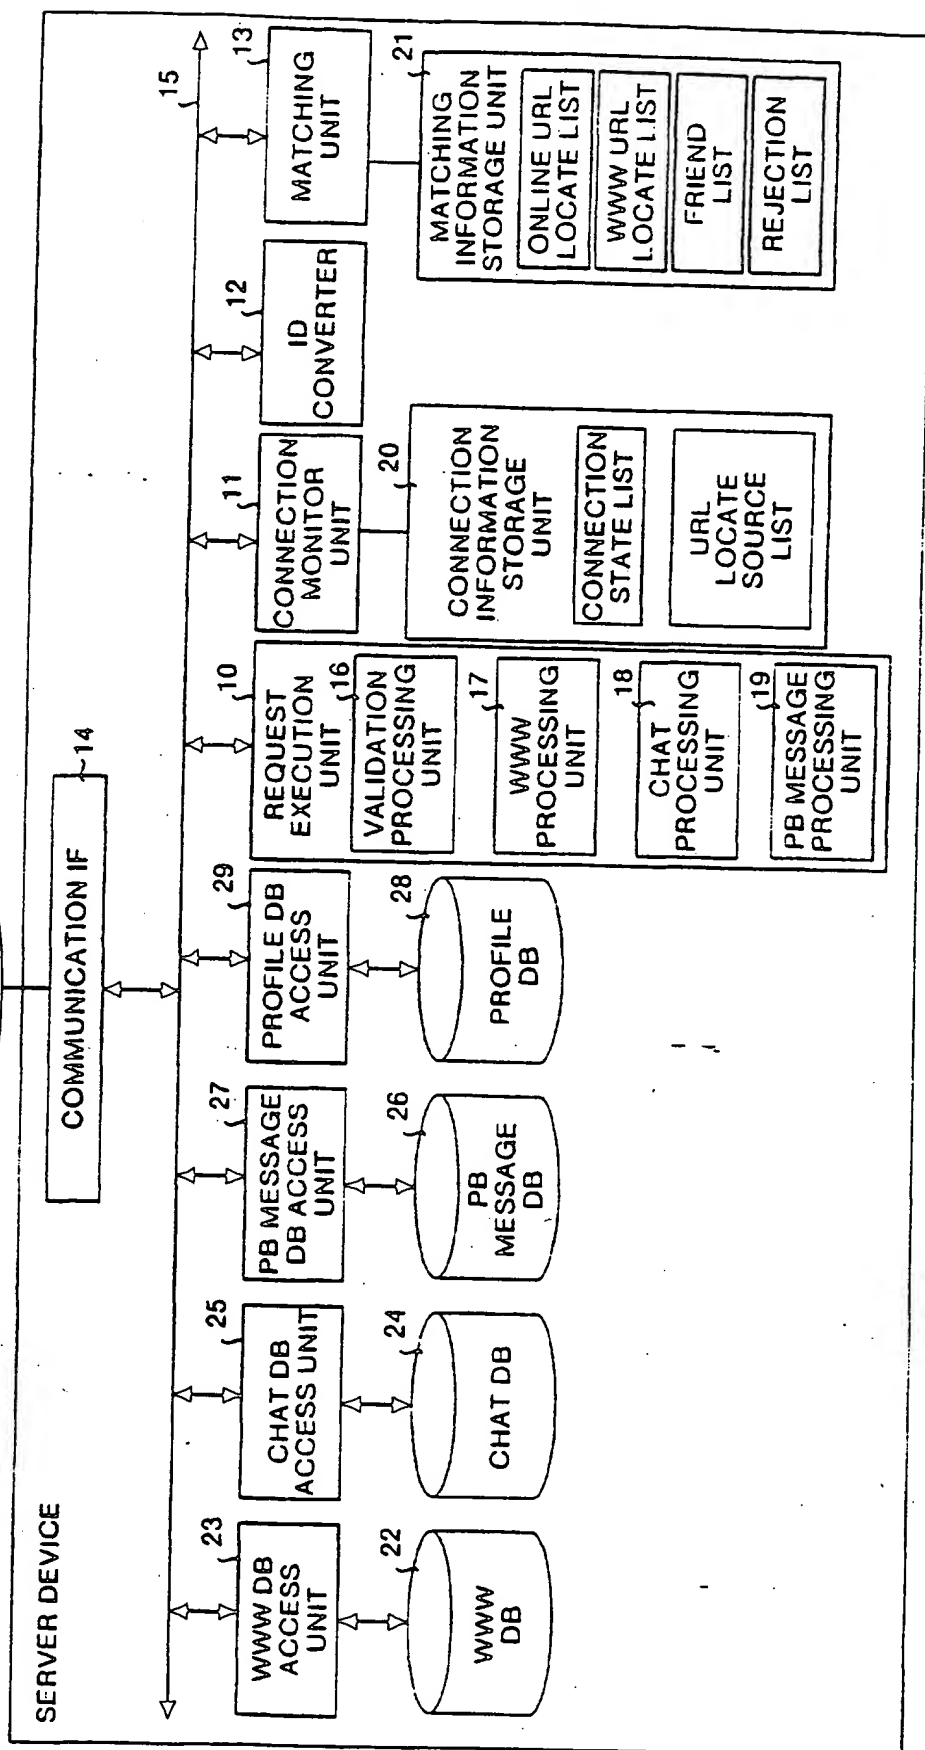 SERVER DEVICE
COMMUNICATION IF
14
15
23
WWW DB
ACCESS
UNIT
25
CHAT DB
ACCESS UNIT
27
PB MESSAGE
DB ACCESS
UNIT
29
PROFILE DB
ACCESS
UNIT
10
REQUEST
EXECUTION
UNIT
16
VALIDATION
PROCESSING
UNIT
17
WWW
PROCESSING
UNIT
18
CHAT
PROCESSING
UNIT
19
PB MESSAGE
PROCESSING
UNIT
11
CONNECTION
MONITOR
UNIT
12
ID
CONVERTER
13
MATCHING
UNIT
22
WWW
DB
24
CHAT DB
26
PB
MESSAGE
DB
28
PROFILE
DB
20
CONNECTION
INFORMATION
STORAGE
UNIT
CONNECTION
STATE LIST
URL
LOCATE
SOURCE
LIST
21
MATCHING
INFORMATION
STORAGE UNIT
ONLINE URL
LOCATE LIST
WWW URL
LOCATE LIST
FRIEND
LIST
REJECTION
LIST